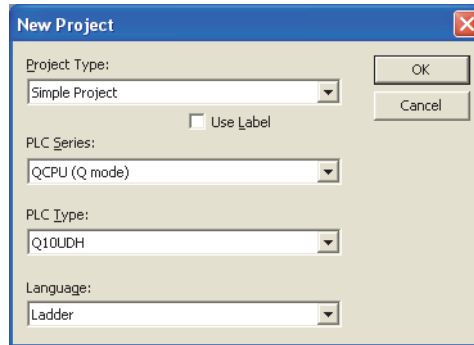 New Project
Project Type:
Simple Project
Use Label
PLC Series:
QCPU (Q mode)
PLC Type:
Q10UDH
Language:
Ladder
OK
Cancel